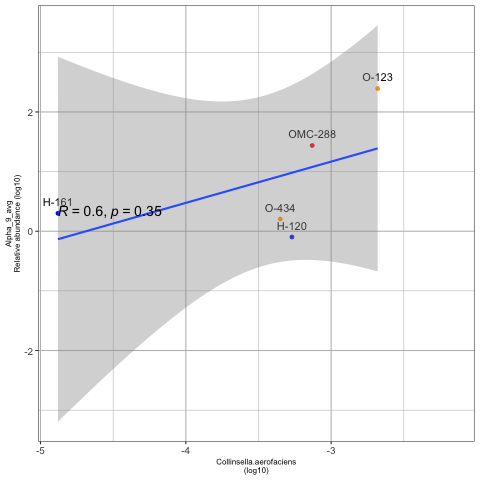 O-123
2
OMC-288
H-161
R = 0.6, p = 0.35
O-434
H-120
0
-2
-5
-4
-3
Alpha_9_avg
Relative abundance (log10)
Collinsella.aerofaciens
(log10)